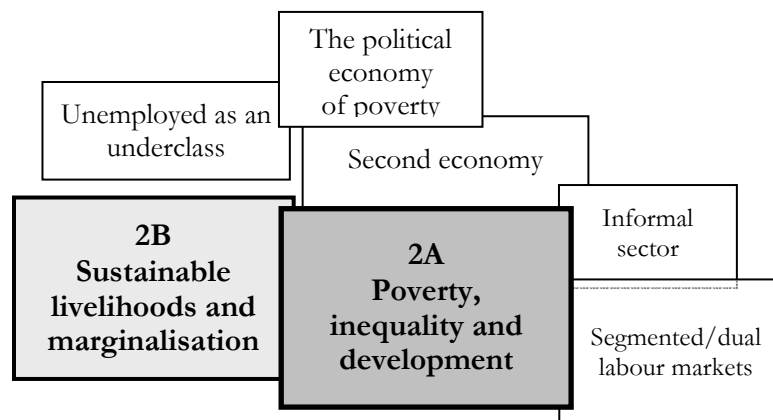 The political
economy
of poverty
Unemployed as an
underclass
Second economy
Informal
sector
2B
Sustainable
livelihoods and
marginalisation
2A
Poverty,
inequality and
development
Segmented/dual
labour markets